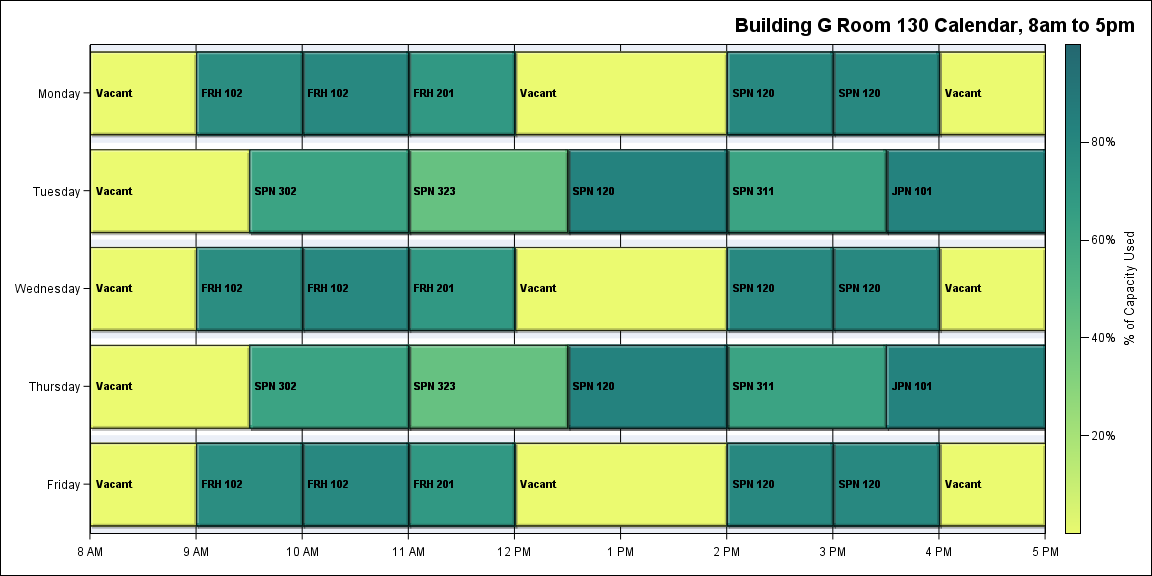 Building G Room 130 Calendar, 8am to 5pm
Monday
Vacant
FRH 102
FRH 102
FRH 201
Vacant
SPN 120
SPN 120
Vacant
Tuesday
Vacant
SPN 302
SPN 323
SPN 120
SPN 311
JPN 101
Wednesday
Vacant
FRH 102
FRH 102
FRH 201
Vacant
SPN 120
SPN 120
Vacant
Thursday
Vacant
SPN 302
SPN 323
SPN 120
SPN 311
JPN 101
Friday
Vacant
FRH 102
FRH 102
FRH 201
Vacant
SPN 120
SPN 120
Vacant
8 AM
9 AM
10 AM
11 AM
12 PM
1 PM
2 PM
3 PM
4 PM
5 PM
80%
60%
40%
20%
% of Capacity Used